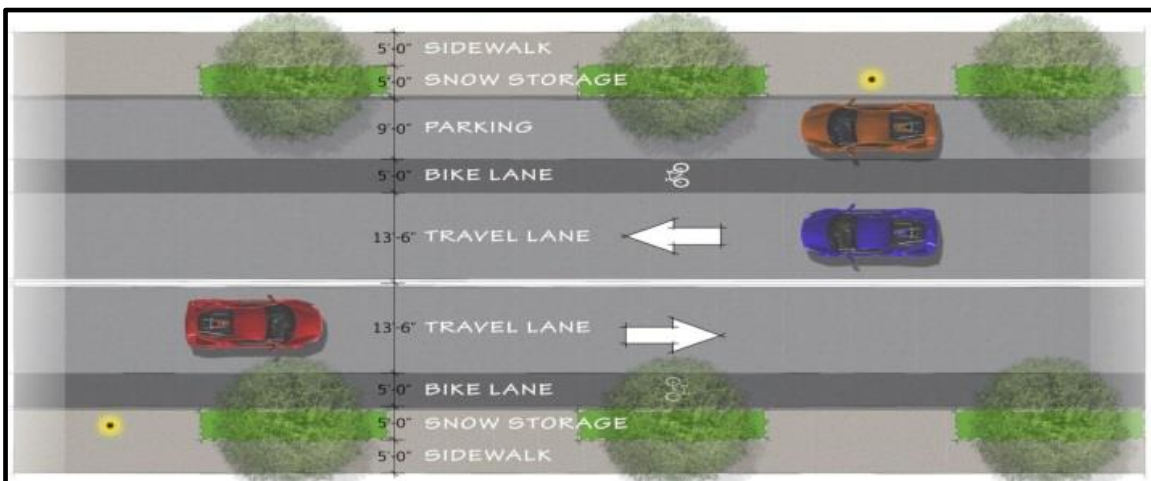 5'-0" SIDEWALK
5'-0" SNOW STORAGE
9'-0" PARKING
5'-0" BIKE LANE
13'-6" TRAVEL LANE
13'-6" TRAVEL LANE
5'-0" BIKE LANE
5'-0" SNOW STORAGE
5'-0" SIDEWALK